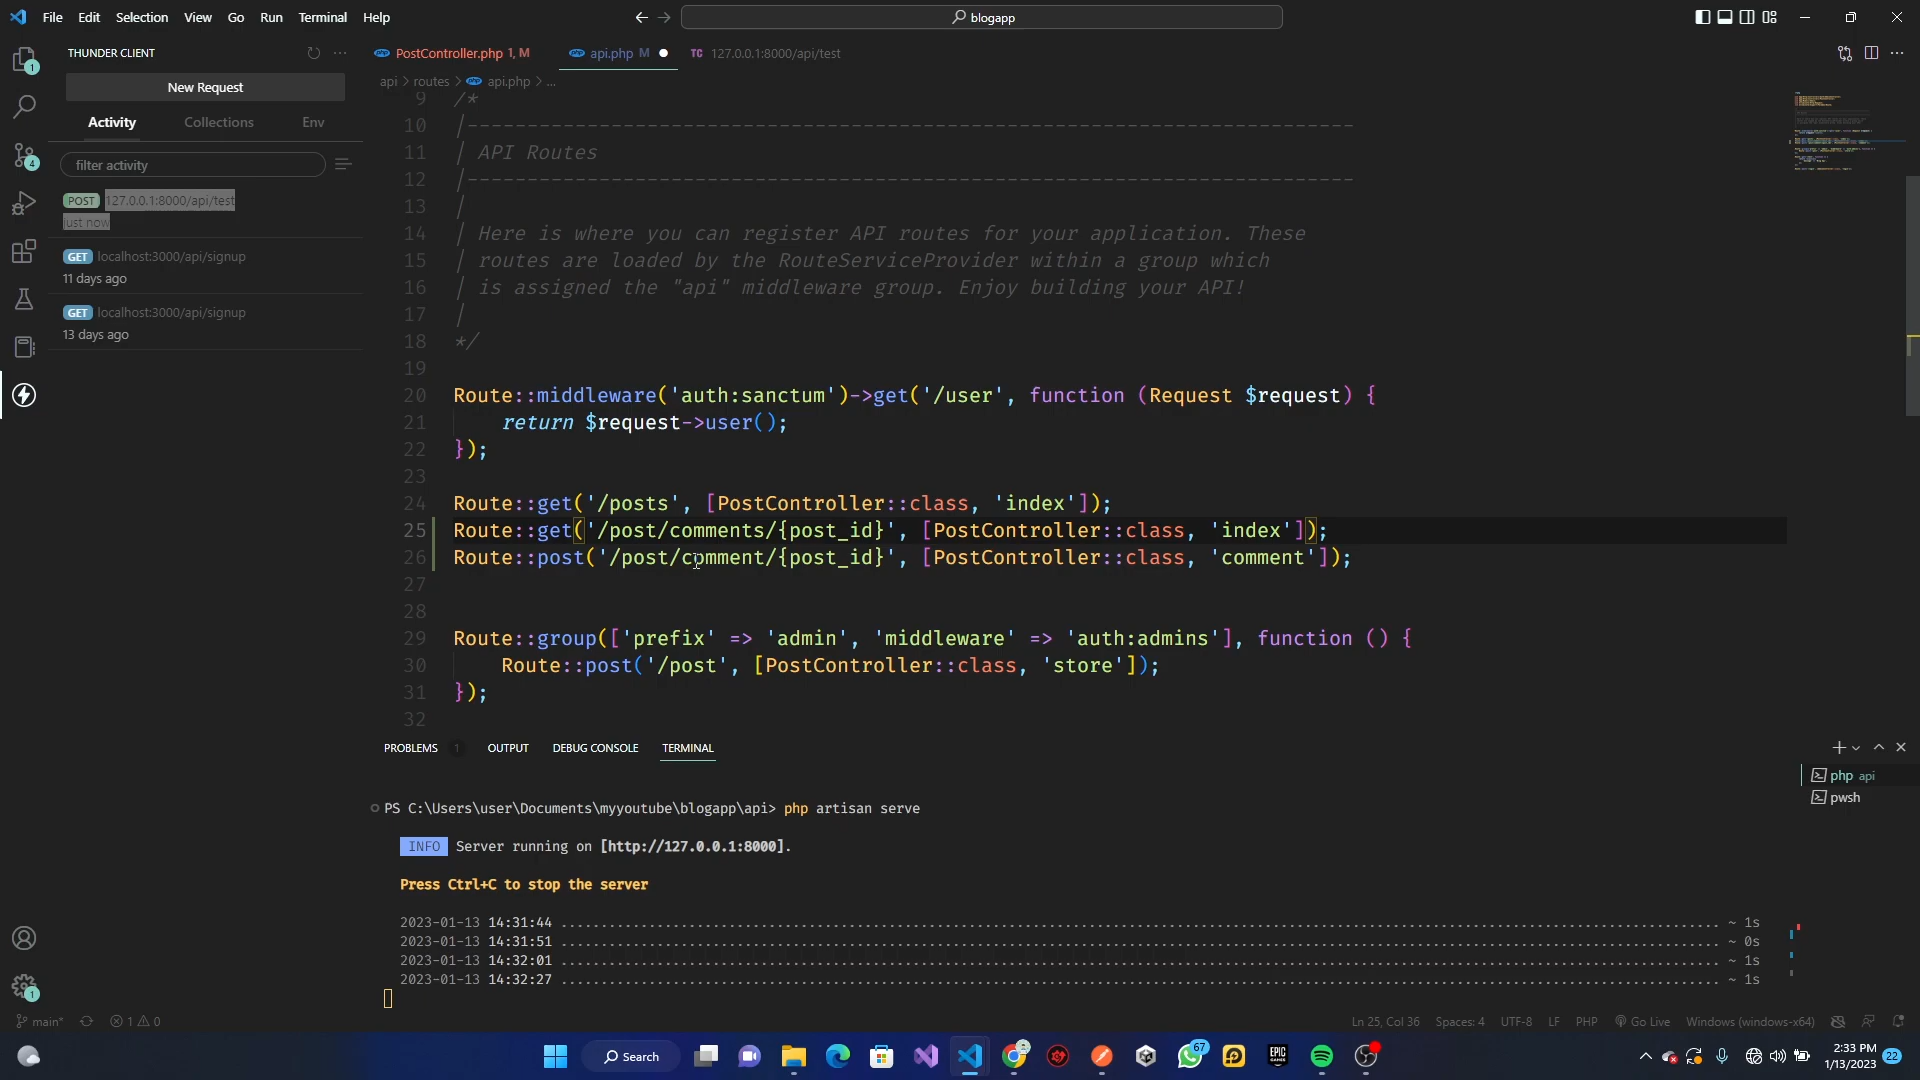 File Edit Selection View Go Run Terminal Help
blogapp
THUNDER CLIENT
New Request
Activity Collections Env
filter activity
POST 127.0.0.1:8000/api/test
just now
GET localhost:3000/api/signup
11 days ago
GET localhost:3000/api/signup
13 days ago
PostController.php 1, M
api.php M
TC 127.0.0.1:8000/api/test
api > routes > api.php > ...
9 /*
10 |--------------------------------------------------------------------------
11 | API Routes
12 |--------------------------------------------------------------------------
13 |
14 | Here is where you can register API routes for your application. These
15 | routes are loaded by the RouteServiceProvider within a group which
16 | is assigned the "api" middleware group. Enjoy building your API!
17 |
18 */
19
20 Route::middleware('auth:sanctum')->get('/user', function (Request $request) {
21 return $request->user();
22 });
23
24 Route::get('/posts', [PostController::class, 'index']);
25 Route::get('/post/comments/{post_id}', [PostController::class, 'index']);
26 Route::post('/post/comment/{post_id}', [PostController::class, 'comment']);
27
28
29 Route::group(['prefix' => 'admin', 'middleware' => 'auth:admins'], function () {
30 Route::post('/post', [PostController::class, 'store']);
31 });
32
PROBLEMS 1 OUTPUT DEBUG CONSOLE TERMINAL
php api
pwsh
PS C:\Users\user\Documents\myyoutube\blogapp\api> php artisan serve
INFO Server running on [http://127.0.0.1:8000].
Press Ctrl+C to stop the server
2023-01-13 14:31:44 ........ ~ 1s
2023-01-13 14:31:51 ........ ~ 0s
2023-01-13 14:32:01 ........ ~ 1s
2023-01-13 14:32:27 ........ ~ 1s
main* 1 0
Ln 25, Col 36 Spaces: 4 UTF-8 LF PHP Go Live Windows (windows-x64)
Search
67
EPIC GAMES
2:33 PM
1/13/2023
22